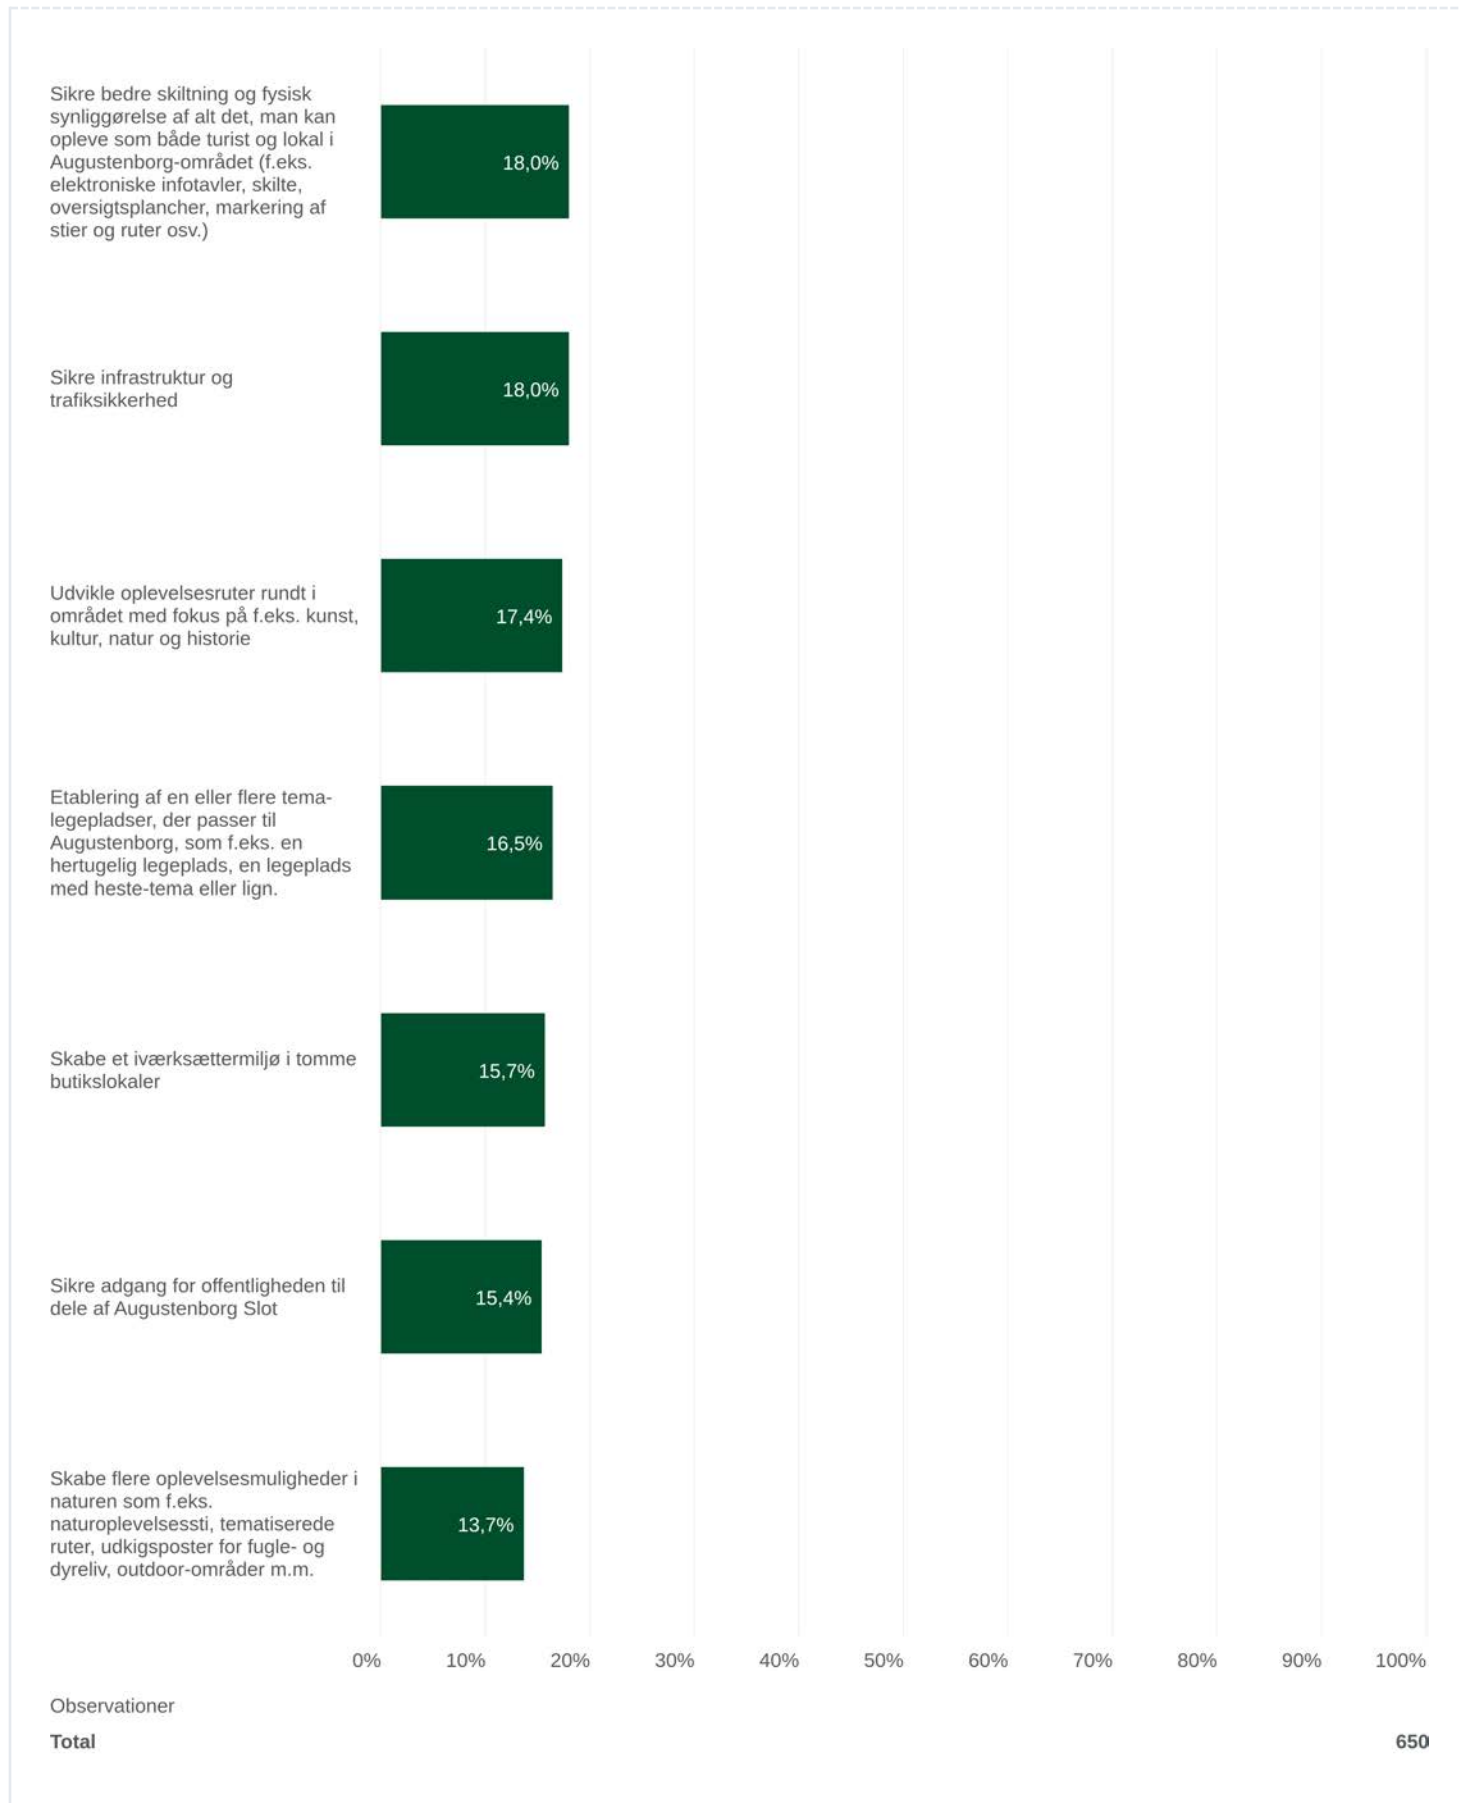 Sikre bedre skiltning og fysisk
synliggørelse af alt det, man kan
opleve som både turist og lokal i
Augustenborg-området (f.eks.
elektroniske infotavler, skilte,
oversigtsplancher, markering af
stier og ruter osv.)
18,0%
Sikre infrastruktur og
trafiksikkerhed
18,0%
Udvikle oplevelsesruter rundt i
området med fokus på f.eks. kunst,
kultur, natur og historie
17,4%
Etablering af en eller flere tema-
legepladser, der passer til
Augustenborg, som f.eks. en
hertugelig legeplads, en legeplads
med heste-tema eller lign.
16,5%
Skabe et iværksættermiljø i tomme
butikslokaler
15,7%
Sikre adgang for offentligheden til
dele af Augustenborg Slot
15,4%
Skabe flere oplevelsesmuligheder i
naturen som f.eks.
naturoplevelsessti, tematiserede
ruter, udkigsposter for fugle- og
dyreliv, outdoor-områder m.m.
13,7%
0% 10% 20% 30% 40% 50% 60% 70% 80% 90% 100%
Observationer
Total 650